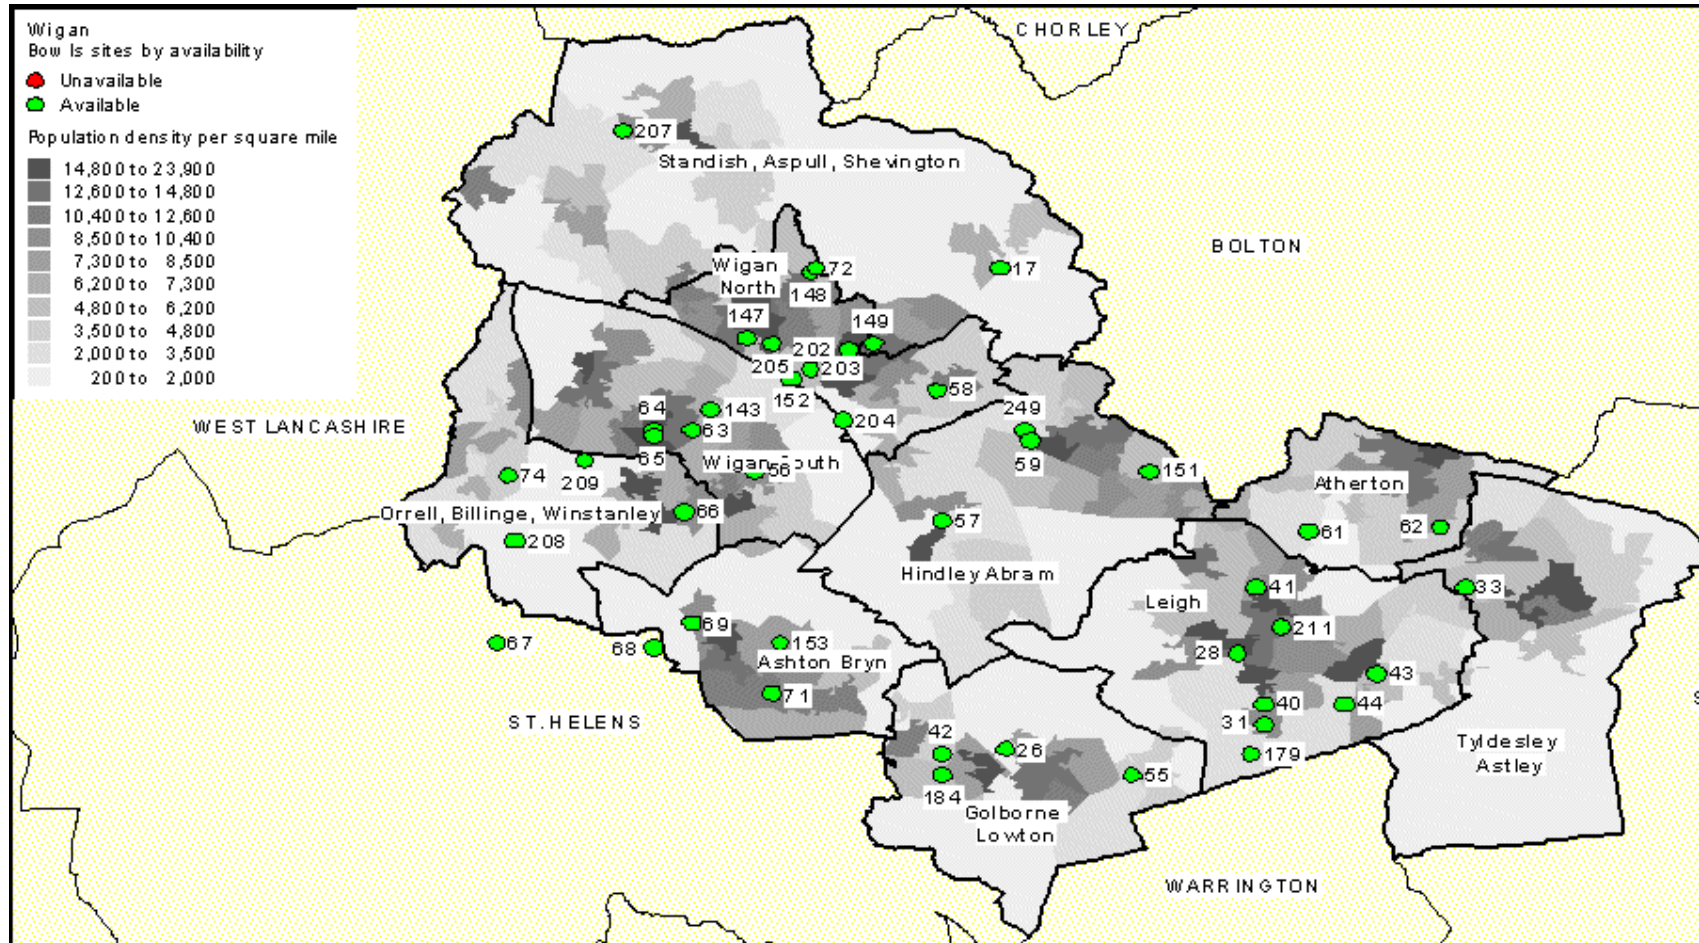 Wigan
Bowls sites by availability
Unavailable
Available
Population density per square mile
14,800 to 23,900
12,600 to 14,800
10,400 to 12,600
8,500 to 10,400
7,300 to 8,500
6,200 to 7,300
4,800 to 6,200
3,500 to 4,800
2,000 to 3,500
200 to 2,000
CHORLEY
207
Standish, Aspull, Shevington
BOLTON
Wigan
North
72
17
148
147
149
202
205
203
152
58
WEST LANCASHIRE
64
143
249
204
63
65
Wigan South
56
59
151
74
209
Atherton
Orrell, Billinge, Winstanley
66
57
61
62
208
Hindley Abram
41
33
Leigh
69
211
67
68
153
28
Ashton Bryn
43
71
40
44
ST.HELENS
31
42
26
179
Tyldesley
Astley
55
184
Golborne
Lowton
WARRINGTON
S